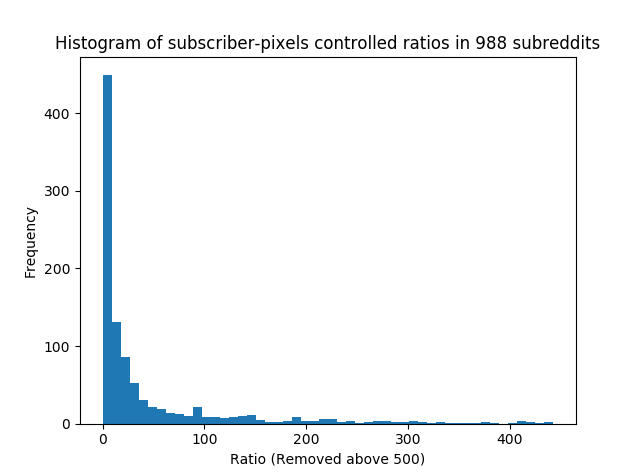 Histogram of subscriber-pixels controlled ratios in 988 subreddits
Frequency
400
300
200
100
0
0 100 200 300 400
Ratio (Removed above 500)